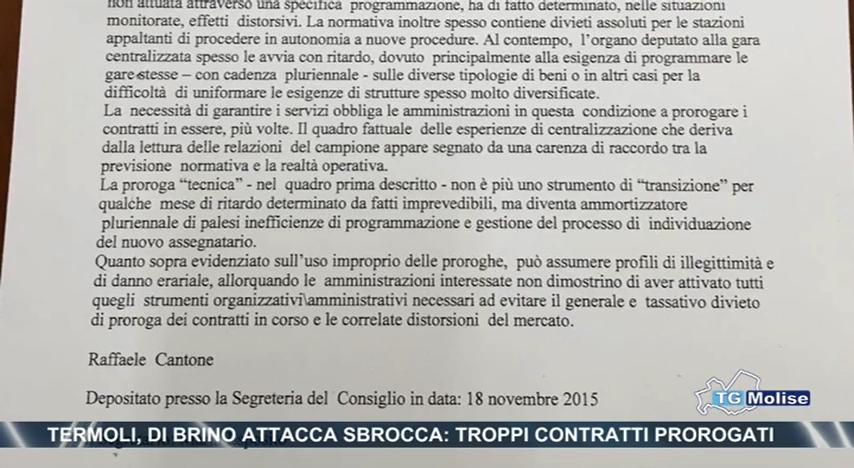 non attuata attraverso una specifica programmazione, ha di fatto determinato, nelle situazioni
monitorate, effetti distorsivi. La normativa inoltre spesso contiene divieti assoluti per le stazioni
appaltanti di procedere in autonomia a nuove procedure. Al contempo, l'organo deputato alla gara
centralizzata spesso le avvia con ritardo, dovuto principalmente alla esigenza di programmare le
gare stesse – con cadenza pluriennale - sulle diverse tipologie di beni o in altri casi per la
difficoltà di uniformare le esigenze di strutture spesso molto diversificate.
La necessità di garantire i servizi obbliga le amministrazioni in questa condizione a prorogare i
contratti in essere, più volte. Il quadro fattuale delle esperienze di centralizzazione che deriva
dalla lettura delle relazioni del campione appare segnato da una carenza di raccordo tra la
previsione normativa e la realtà operativa.
La proroga "tecnica" - nel quadro prima descritto - non è più uno strumento di "transizione" per
qualche mese di ritardo determinato da fatti imprevedibili, ma diventa ammortizzatore
pluriennale di palesi inefficienze di programmazione e gestione del processo di individuazione
del nuovo assegnatario.
Quanto sopra evidenziato sull'uso improprio delle proroghe, può assumere profili di illegittimità e
di danno erariale, allorquando le amministrazioni interessate non dimostrino di aver attivato tutti
quegli strumenti organizzativi\amministrativi necessari ad evitare il generale e tassativo divieto
di proroga dei contratti in corso e le correlate distorsioni del mercato.
Raffaele Cantone
Depositato presso la Segreteria del Consiglio in data: 18 novembre 2015
TG Molise
TERMOLI, DI BRINO ATTACCA SBROCCA: TROPPI CONTRATTI PROROGATI